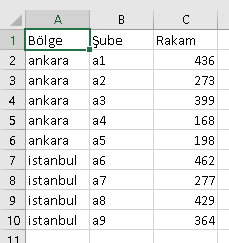 A B C
1 Bölge Şube Rakam
2 ankara a1 436
3 ankara a2 273
4 ankara a3 399
5 ankara a4 168
6 ankara a5 198
7 istanbul a6 462
8 istanbul a7 277
9 istanbul a8 429
10 istanbul a9 364
11